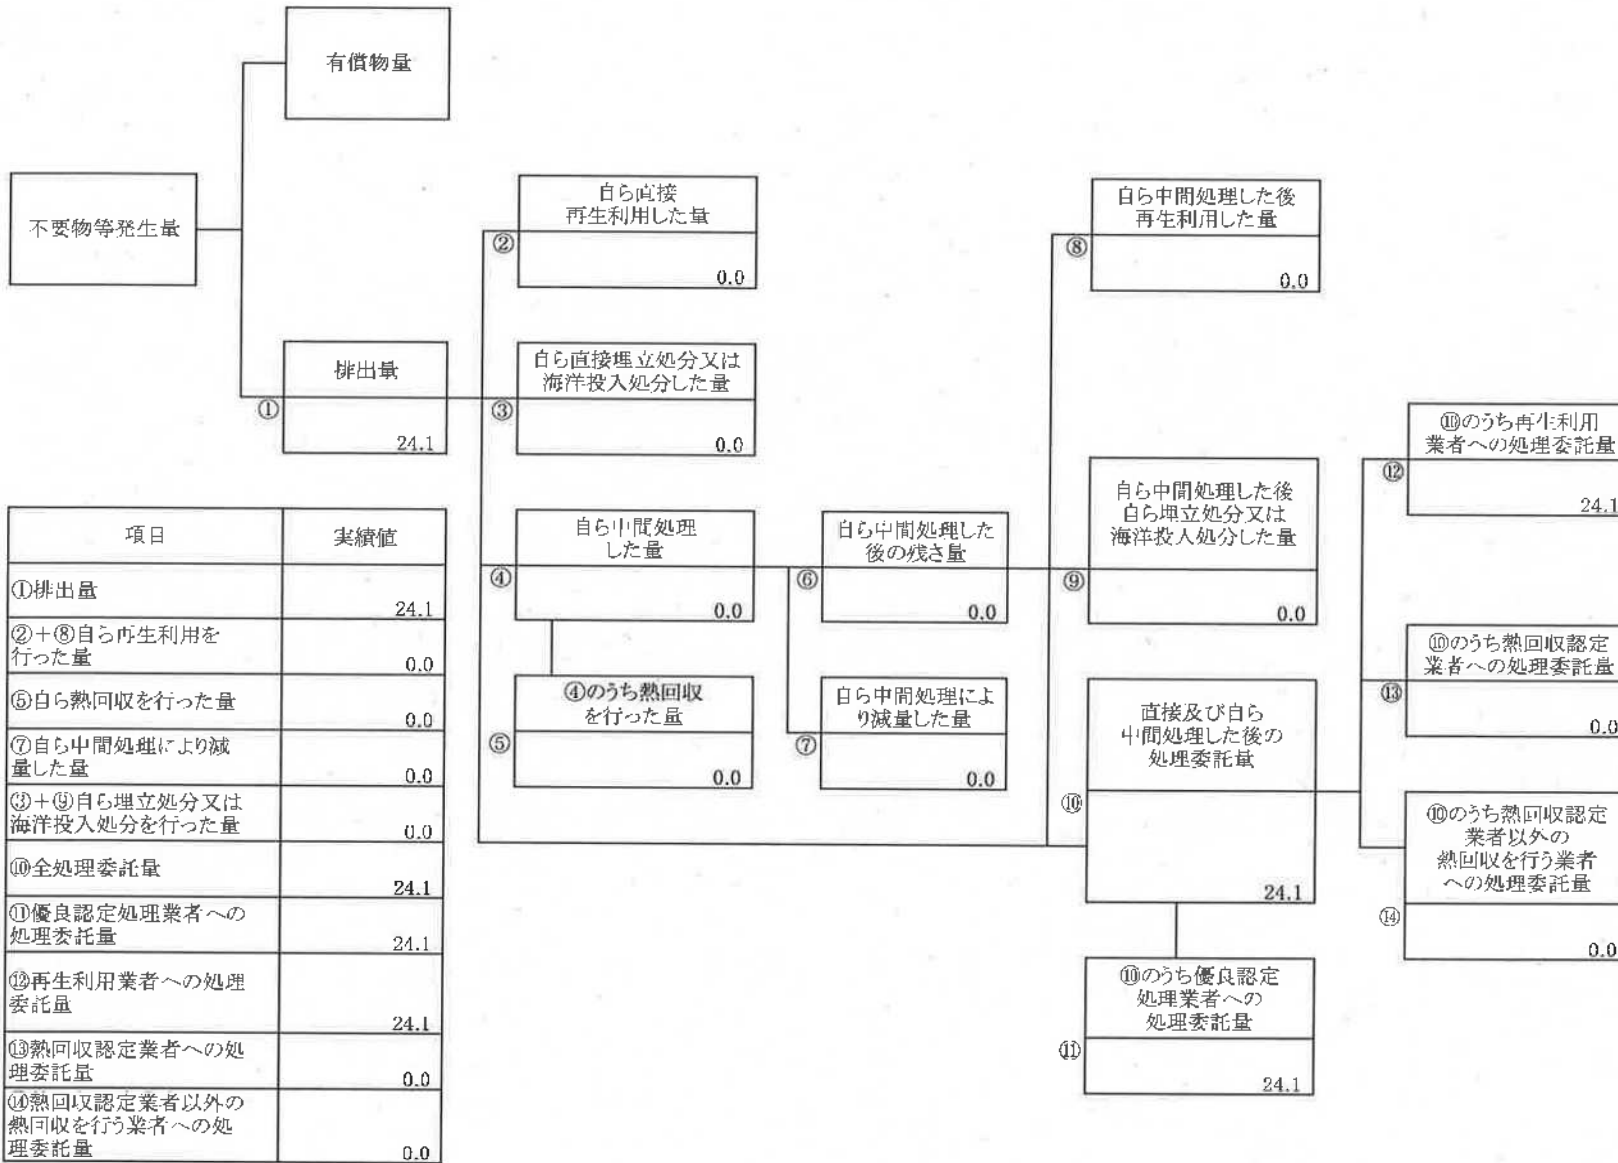 有償物量
不要物等発生量
排出量
①
24.1
自ら直接
再生利用した量
②
0.0
自ら直接埋立処分又は
海洋投入処分した量
③
0.0
自ら中間処理
した量
④
0.0
④のうち熱回収
を行った量
⑤
0.0
自ら中間処理した
後の残さ量
⑥
0.0
自ら中間処理によ
り減量した量
⑦
0.0
自ら中間処理した後
再生利用した量
⑧
0.0
自ら中間処理した後
自ら埋立処分又は
海洋投入処分した量
⑨
0.0
直接及び自ら
中間処理した後の
処理委託量
⑩
24.1
⑩のうち優良認定
処理業者への
処理委託量
⑪
24.1
⑩のうち再生利用
業者への処理委託量
⑫
24.1
⑩のうち熱回収認定
業者への処理委託量
⑬
0.0
⑩のうち熱回収認定
業者以外の
熱回収を行う業者
への処理委託量
⑭
0.0
項目 実績値
①排出量
24.1
②+⑧自ら再生利用を
行った量 0.0
⑤自ら熱回収を行った量
0.0
⑦自ら中間処理により減
量した量 0.0
③+⑨自ら埋立処分又は
海洋投入処分を行った量 0.0
⑩全処理委託量
24.1
⑪優良認定処理業者への
処理委託量 24.1
⑫再生利用業者への処理
委託量
24.1
⑬熱回収認定業者への処
理委託量 0.0
⑭熱回収認定業者以外の
熱回収を行う業者への処
理委託量 0.0